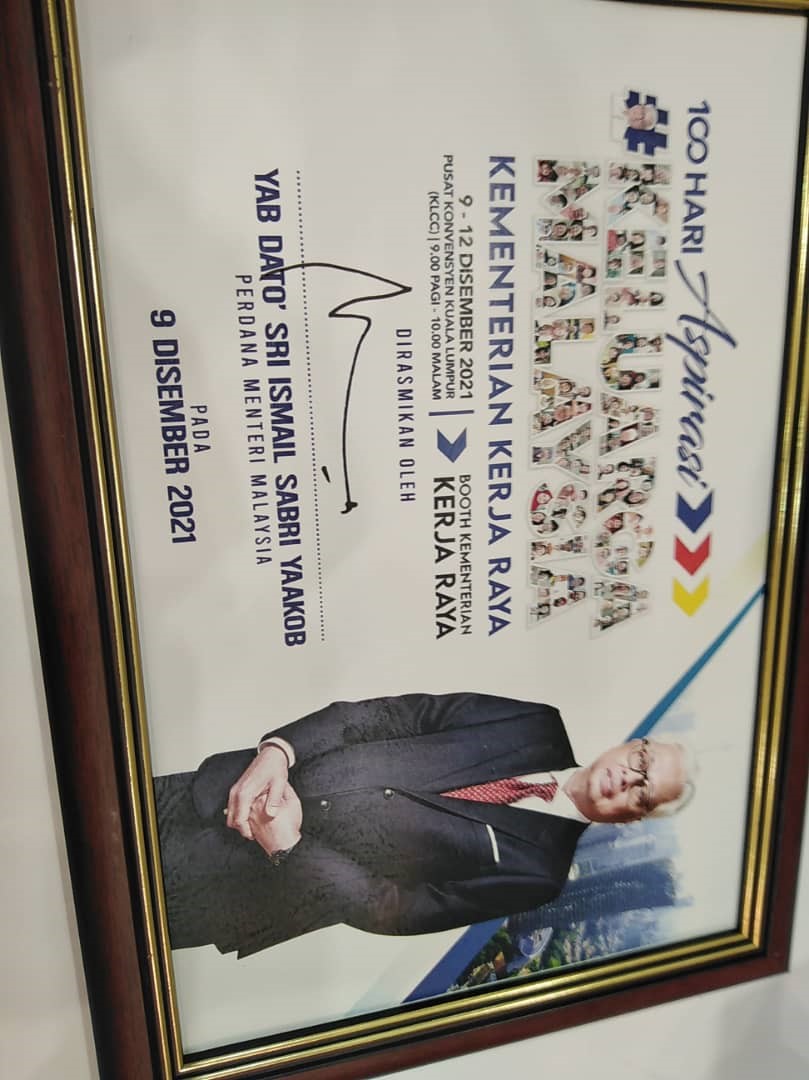 100 HARI Aspirasi
#KELUARGA
MALAYSIA
KEMENTERIAN KERJA RAYA
9 - 12 DISEMBER 2021
PUSAT KONVENSYEN KUALA LUMPUR
(KLCC) | 9.00 PAGI - 10.00 MALAM
BOOTH KEMENTERIAN
KERJA RAYA
DIRASMIKAN OLEH
YAB DATO' SRI ISMAIL SABRI YAAKOB
PERDANA MENTERI MALAYSIA
PADA
9 DISEMBER 2021